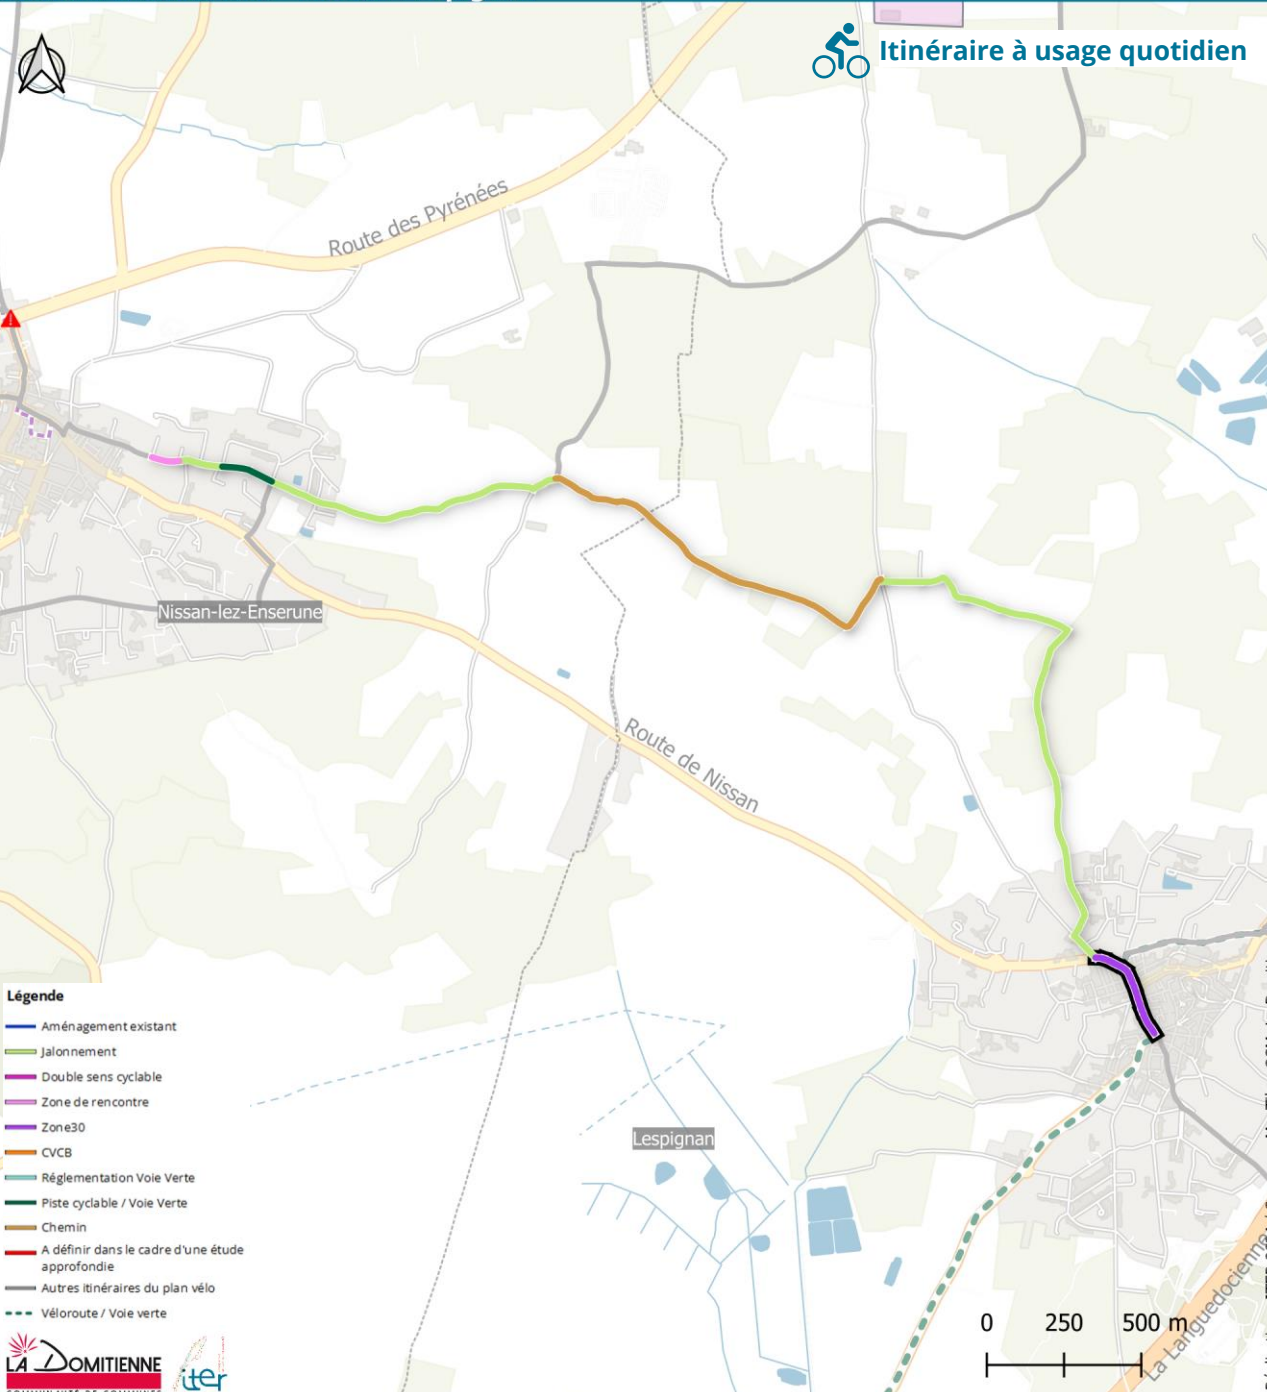 Itinéraire à usage quotidien
Route des Pyrénées
Nissan-lez-Enserune
Route de Nissan
Lespignan
La Languedocienne
Légende
Aménagement existant
Jalonnement
Double sens cyclable
Zone de rencontre
Zone30
CVCB
Réglementation Voie Verte
Piste cyclable / Voie Verte
Chemin
A définir dans le cadre d'une étude
approfondie
Autres itinéraires du plan vélo
Véloroute / Voie verte
LA DOMITIENNE
iter
0 250 500 m